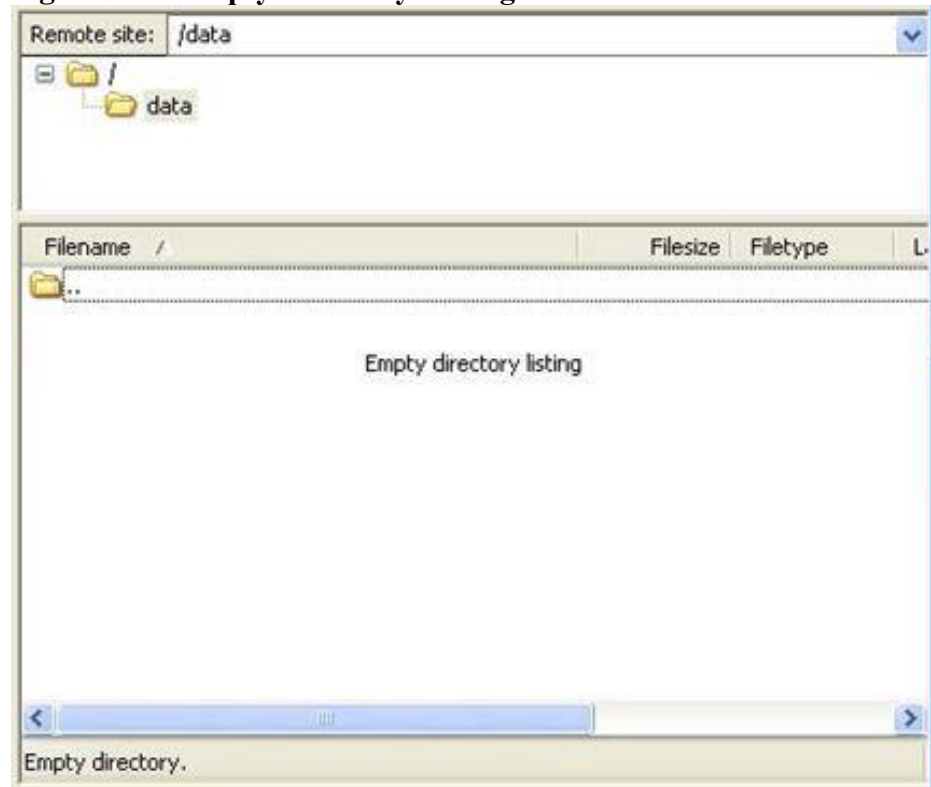 Remote site: /data
/
data
Filename / Filesize Filetype L
..
Empty directory listing
Empty directory.